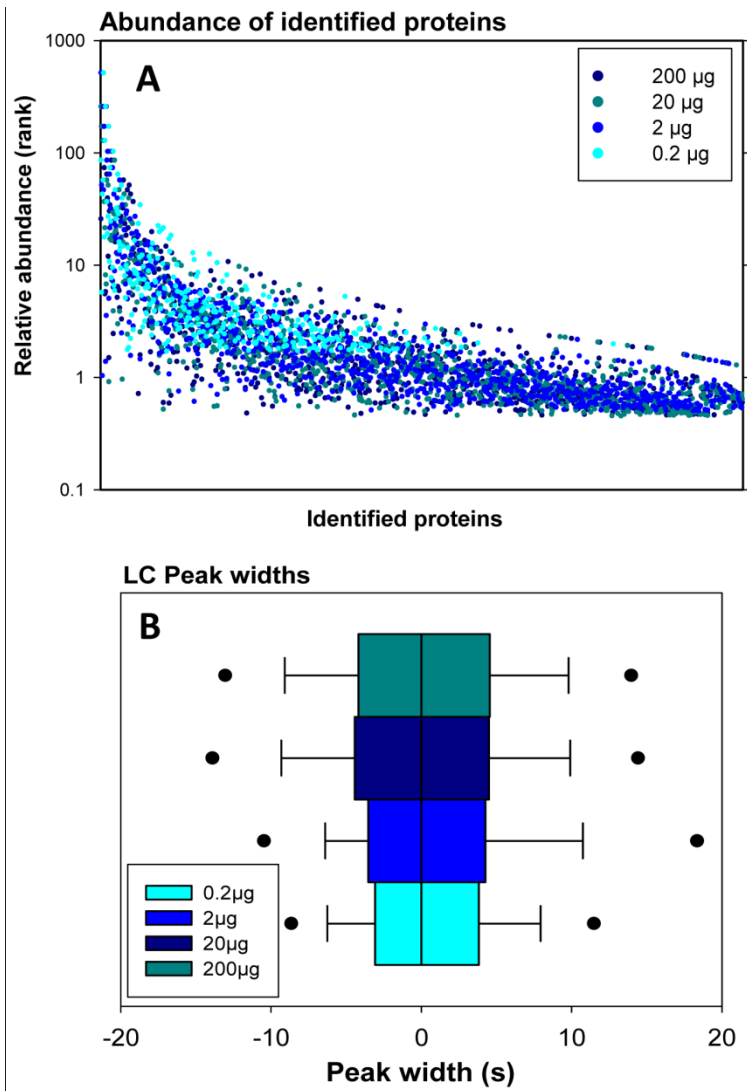 Abundance of identified proteins
A
1000
100
10
1
0.1
Relative abundance (rank)
200 µg
20 µg
2 µg
0.2 µg
Identified proteins
LC Peak widths
B
0.2µg
2µg
20µg
200µg
-20
-10
0
10
20
Peak width (s)